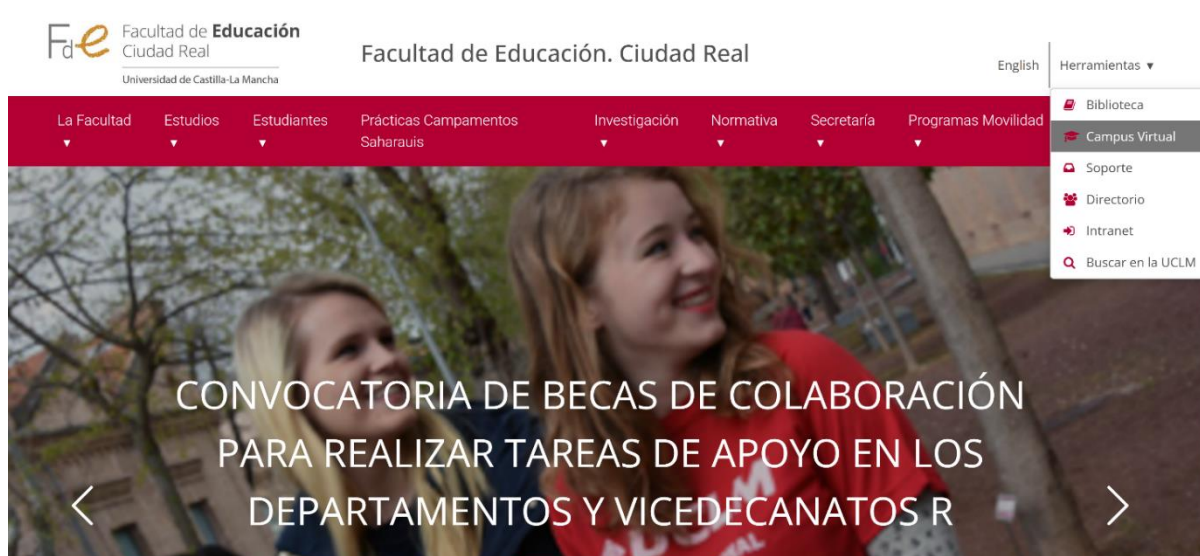 Facultad de Educación
Ciudad Real
Universidad de Castilla-La Mancha
Facultad de Educación. Ciudad Real
English
Herramientas ▼
La Facultad ▼
Estudios ▼
Estudiantes ▼
Prácticas Campamentos
Saharauis
Investigación ▼
Normativa ▼
Secretaría ▼
Programas Movilidad ▼
Biblioteca
Campus Virtual
Soporte
Directorio
Intranet
Buscar en la UCLM
CONVOCATORIA DE BECAS DE COLABORACIÓN
PARA REALIZAR TAREAS DE APOYO EN LOS
DEPARTAMENTOS Y VICEDECANATOS R